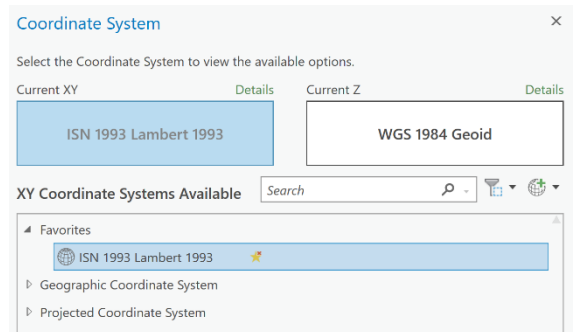 Coordinate System
Select the Coordinate System to view the available options.
Current XY Details Current Z Details
ISN 1993 Lambert 1993 WGS 1984 Geoid
XY Coordinate Systems Available Search
Favorites
ISN 1993 Lambert 1993
Geographic Coordinate System
Projected Coordinate System